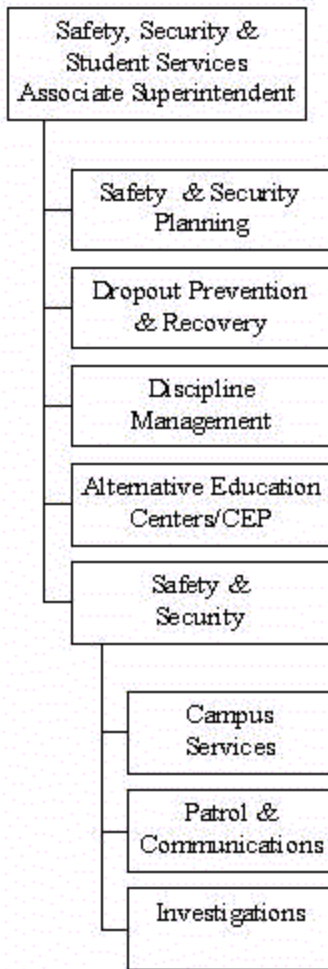 Safety, Security &
Student Services
Associate Superintendent
Safety & Security
Planning
Dropout Prevention
& Recovery
Discipline
Management
Alternative Education
Centers/CEP
Safety &
Security
Campus
Services
Patrol &
Communications
Investigations